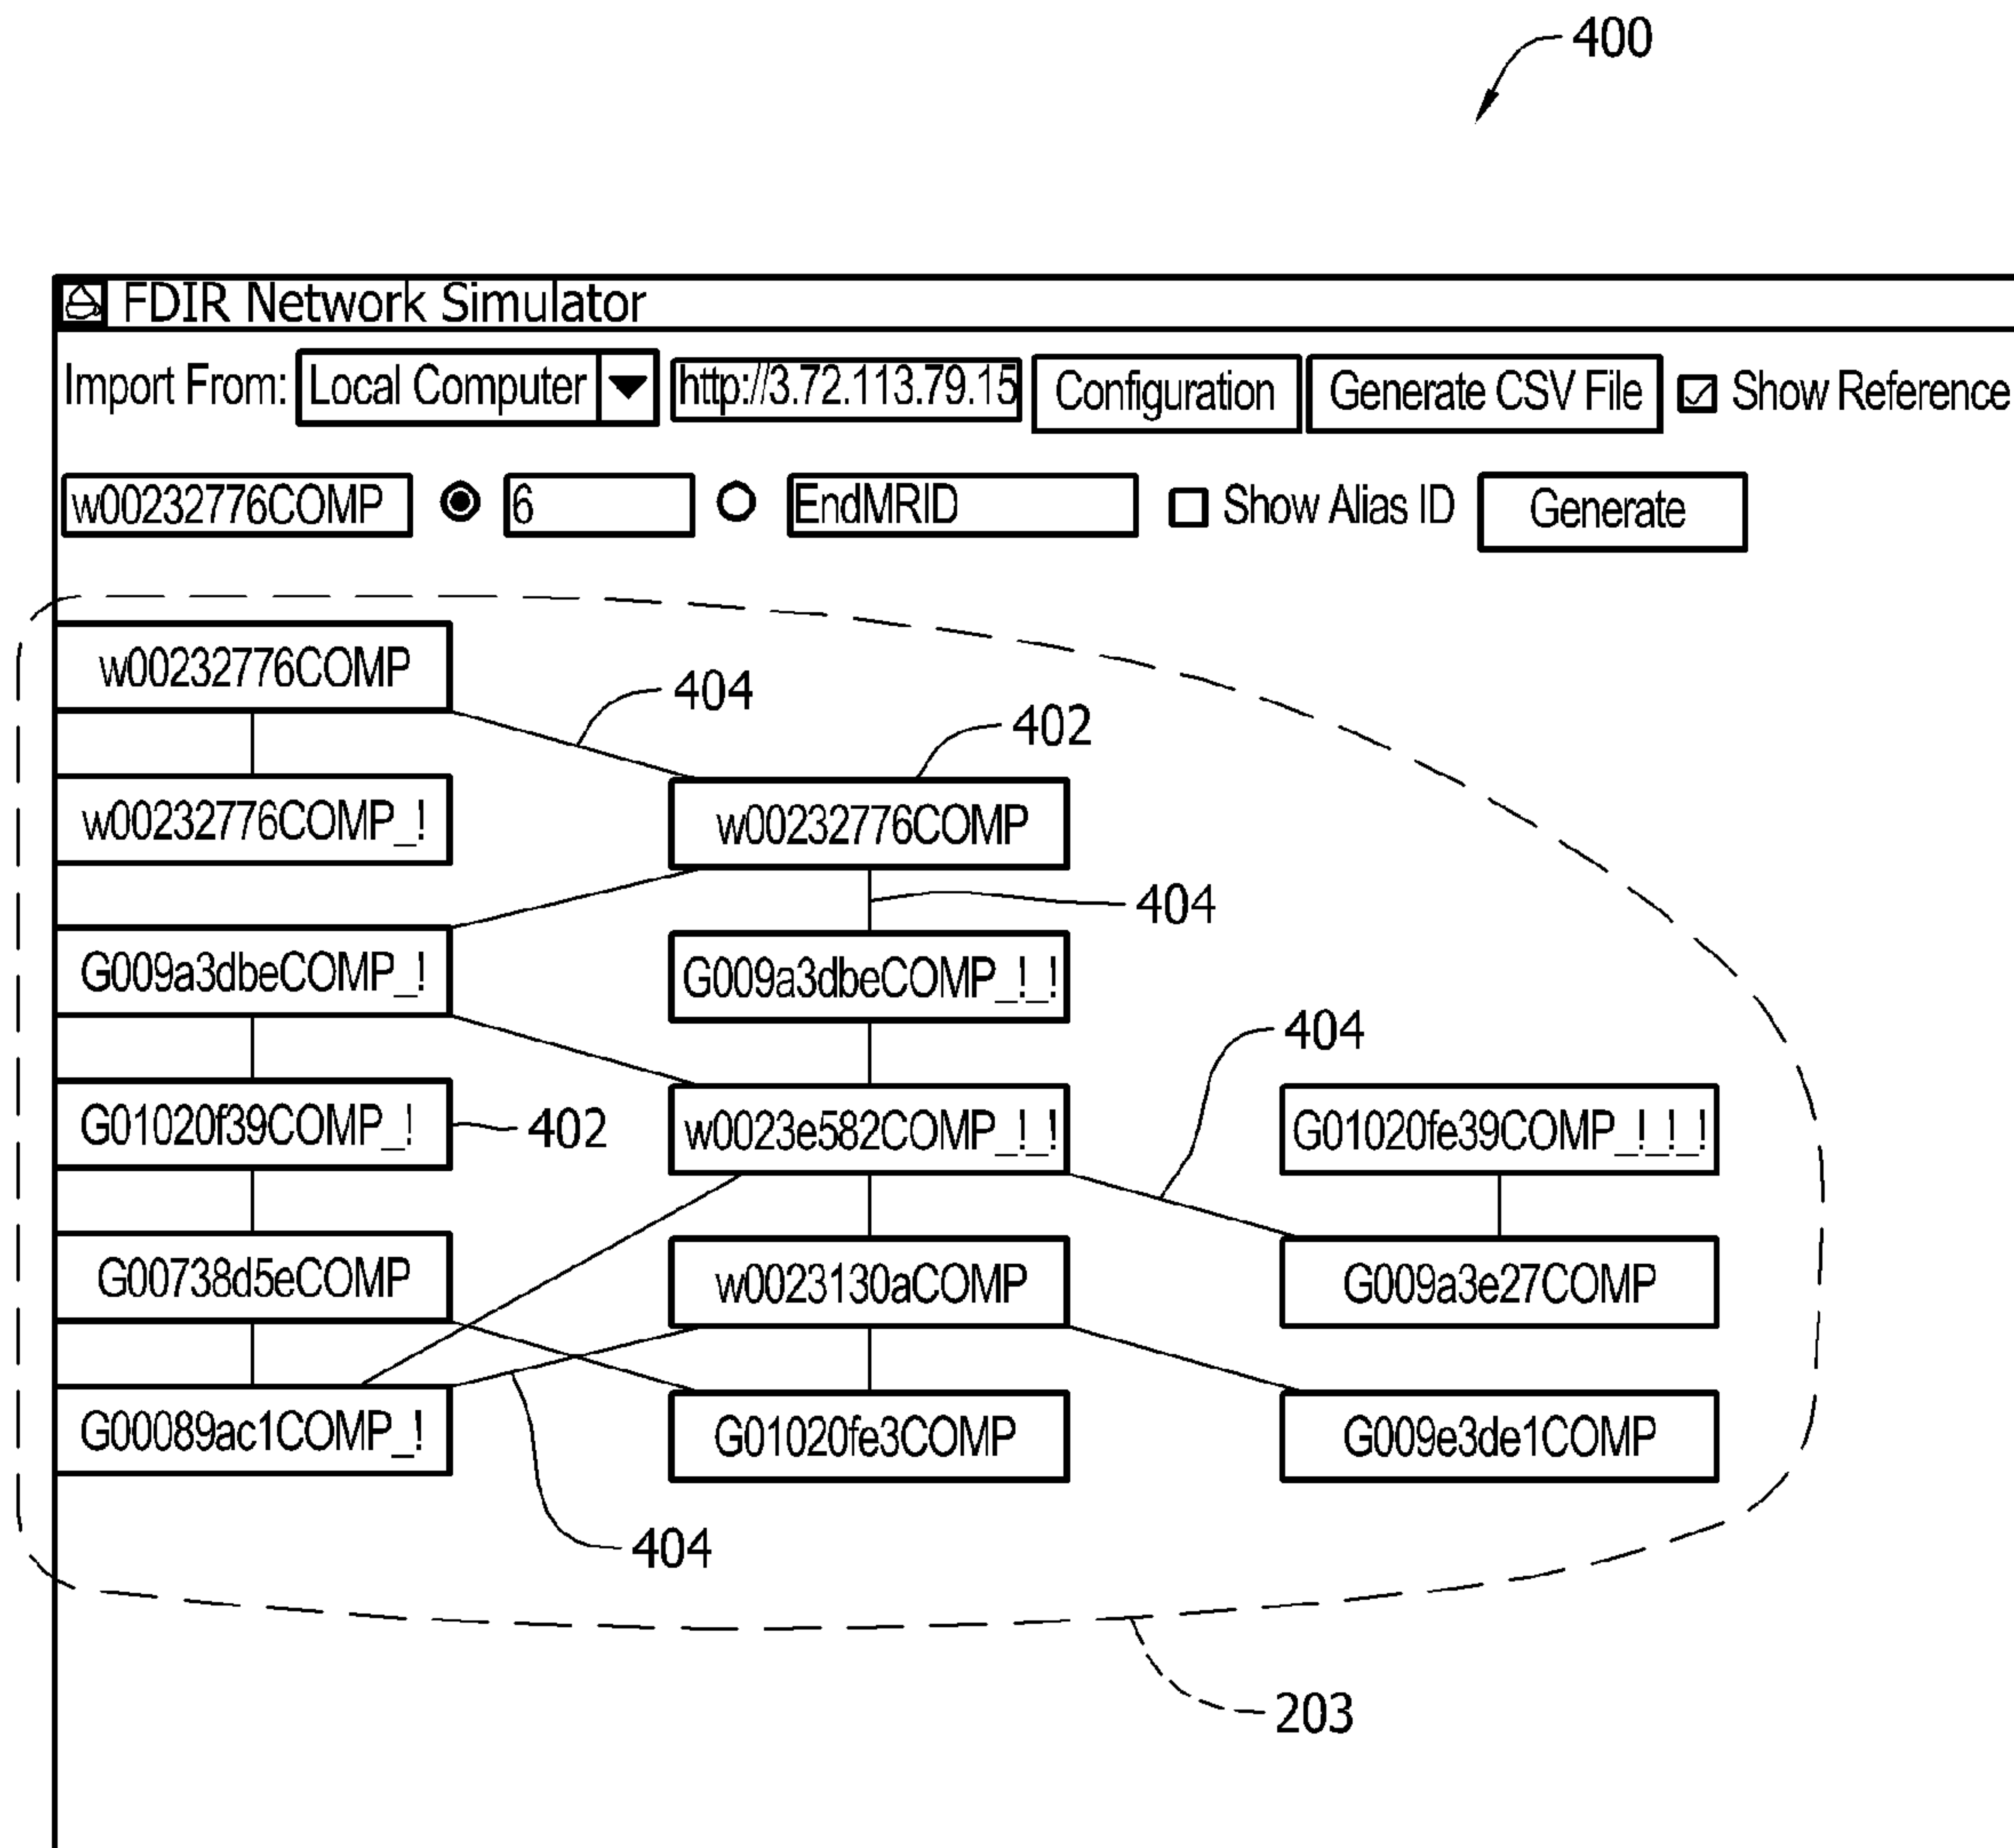 400
FDIR Network Simulator
Import From: Local Computer http://3.72.113.79.15 Configuration Generate CSV File Show Reference
w00232776COMP 6 EndMRID Show Alias ID Generate
w00232776COMP
404
402
w00232776COMP_! w00232776COMP
404
G009a3dbeCOMP_! G009a3dbeCOMP_!_!
404
G01020f39COMP_! 402 w0023e582COMP_!_! G01020fe39COMP_!_!_!
G00738d5eCOMP w0023130aCOMP G009a3e27COMP
G00089ac1COMP_! G01020fe3COMP G009e3de1COMP
404
203